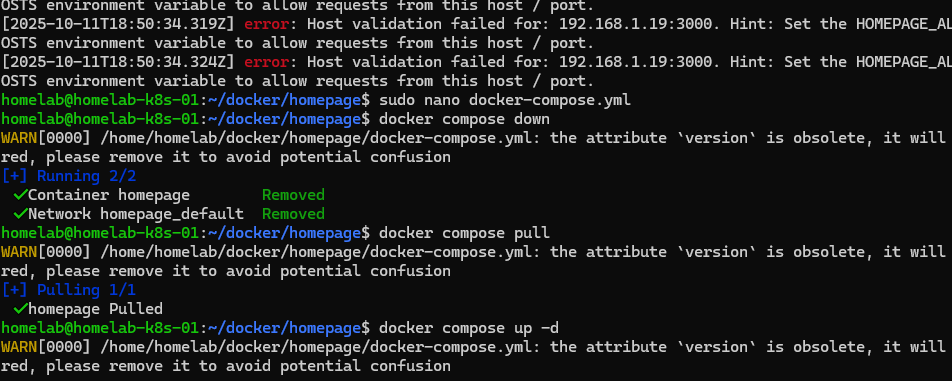 OSTS environment variable to allow requests from this host / port.
[2025-10-11T18:50:34.319Z] error: Host validation failed for: 192.168.1.19:3000. Hint: Set the HOMEPAGE_AL
OSTS environment variable to allow requests from this host / port.
[2025-10-11T18:50:34.324Z] error: Host validation failed for: 192.168.1.19:3000. Hint: Set the HOMEPAGE_AL
OSTS environment variable to allow requests from this host / port.
homelab@homelab-k8s-01:~/docker/homepage$ sudo nano docker-compose.yml
homelab@homelab-k8s-01:~/docker/homepage$ docker compose down
WARN[0000] /home/homelab/docker/homepage/docker-compose.yml: the attribute `version` is obsolete, it will
red, please remove it to avoid potential confusion
[+] Running 2/2
✓Container homepage Removed
✓Network homepage_default Removed
homelab@homelab-k8s-01:~/docker/homepage$ docker compose pull
WARN[0000] /home/homelab/docker/homepage/docker-compose.yml: the attribute `version` is obsolete, it will
red, please remove it to avoid potential confusion
[+] Pulling 1/1
✓homepage Pulled
homelab@homelab-k8s-01:~/docker/homepage$ docker compose up -d
WARN[0000] /home/homelab/docker/homepage/docker-compose.yml: the attribute `version` is obsolete, it will
red, please remove it to avoid potential confusion